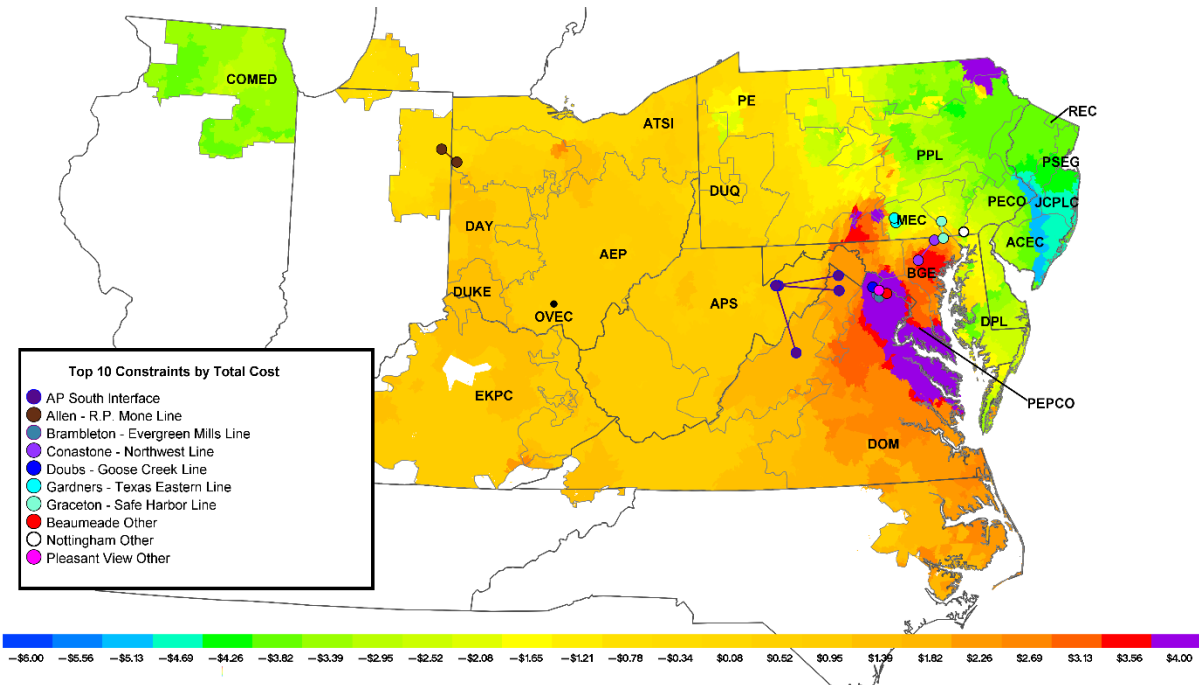 COMED
ATSI
PE
REC
PPL
PSEG
DUQ
PECO
JCPLC
MEC
DAY
AEP
ACEC
BGE
DUKE
APS
OVEC
DPL
EKPC
PEPCO
DOM
Top 10 Constraints by Total Cost
AP South Interface
Allen - R.P. Mone Line
Brambleton - Evergreen Mills Line
Conastone - Northwest Line
Doubs - Goose Creek Line
Gardners - Texas Eastern Line
Graceton - Safe Harbor Line
Beaumeade Other
Nottingham Other
Pleasant View Other
-$6.00 -$5.56 -$5.13 -$4.69 -$4.26 -$3.82 -$3.39 -$2.95 -$2.52 -$2.08 -$1.65 -$1.21 -$0.78 -$0.34 $0.08 $0.52 $0.95 $1.39 $1.82 $2.26 $2.69 $3.13 $3.56 $4.00